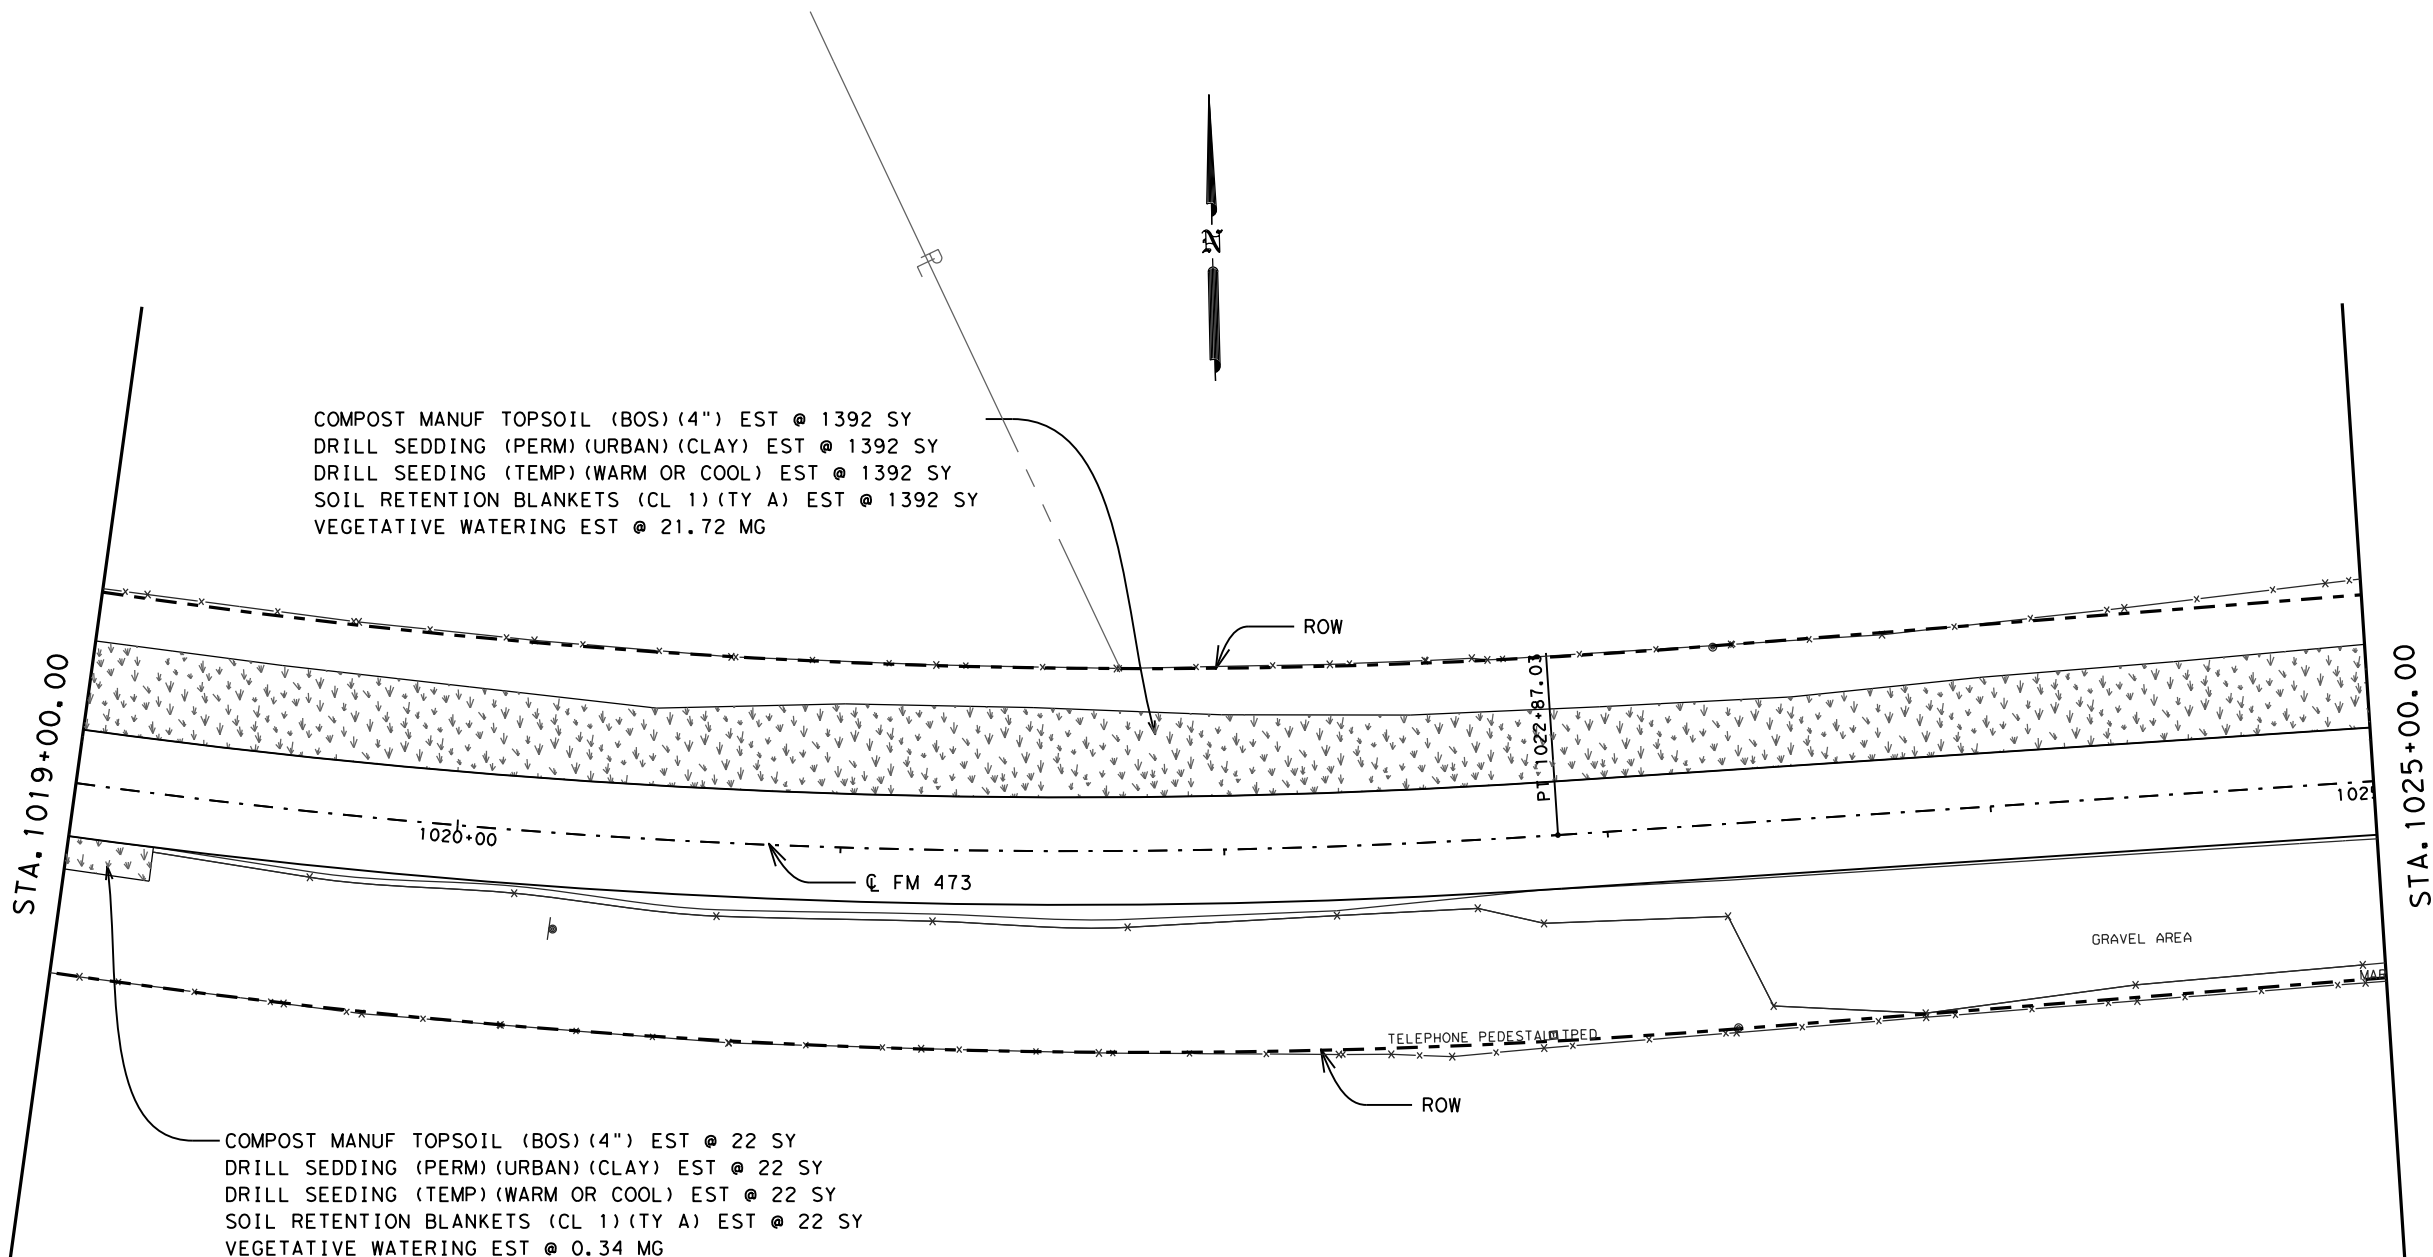 N
PL
COMPOST MANUF TOPSOIL (BOS)(4") EST @ 1392 SY
DRILL SEDDING (PERM)(URBAN)(CLAY) EST @ 1392 SY
DRILL SEEDING (TEMP)(WARM OR COOL) EST @ 1392 SY
SOIL RETENTION BLANKETS (CL 1)(TY A) EST @ 1392 SY
VEGETATIVE WATERING EST @ 21.72 MG
ROW
STA. 1019+00.00
PT 1022+87.03
STA. 1025+00.00
1020+00
℄ FM 473
GRAVEL AREA
TELEPHONE PEDESTAL
ROW
COMPOST MANUF TOPSOIL (BOS)(4") EST @ 22 SY
DRILL SEDDING (PERM)(URBAN)(CLAY) EST @ 22 SY
DRILL SEEDING (TEMP)(WARM OR COOL) EST @ 22 SY
SOIL RETENTION BLANKETS (CL 1)(TY A) EST @ 22 SY
VEGETATIVE WATERING EST @ 0.34 MG